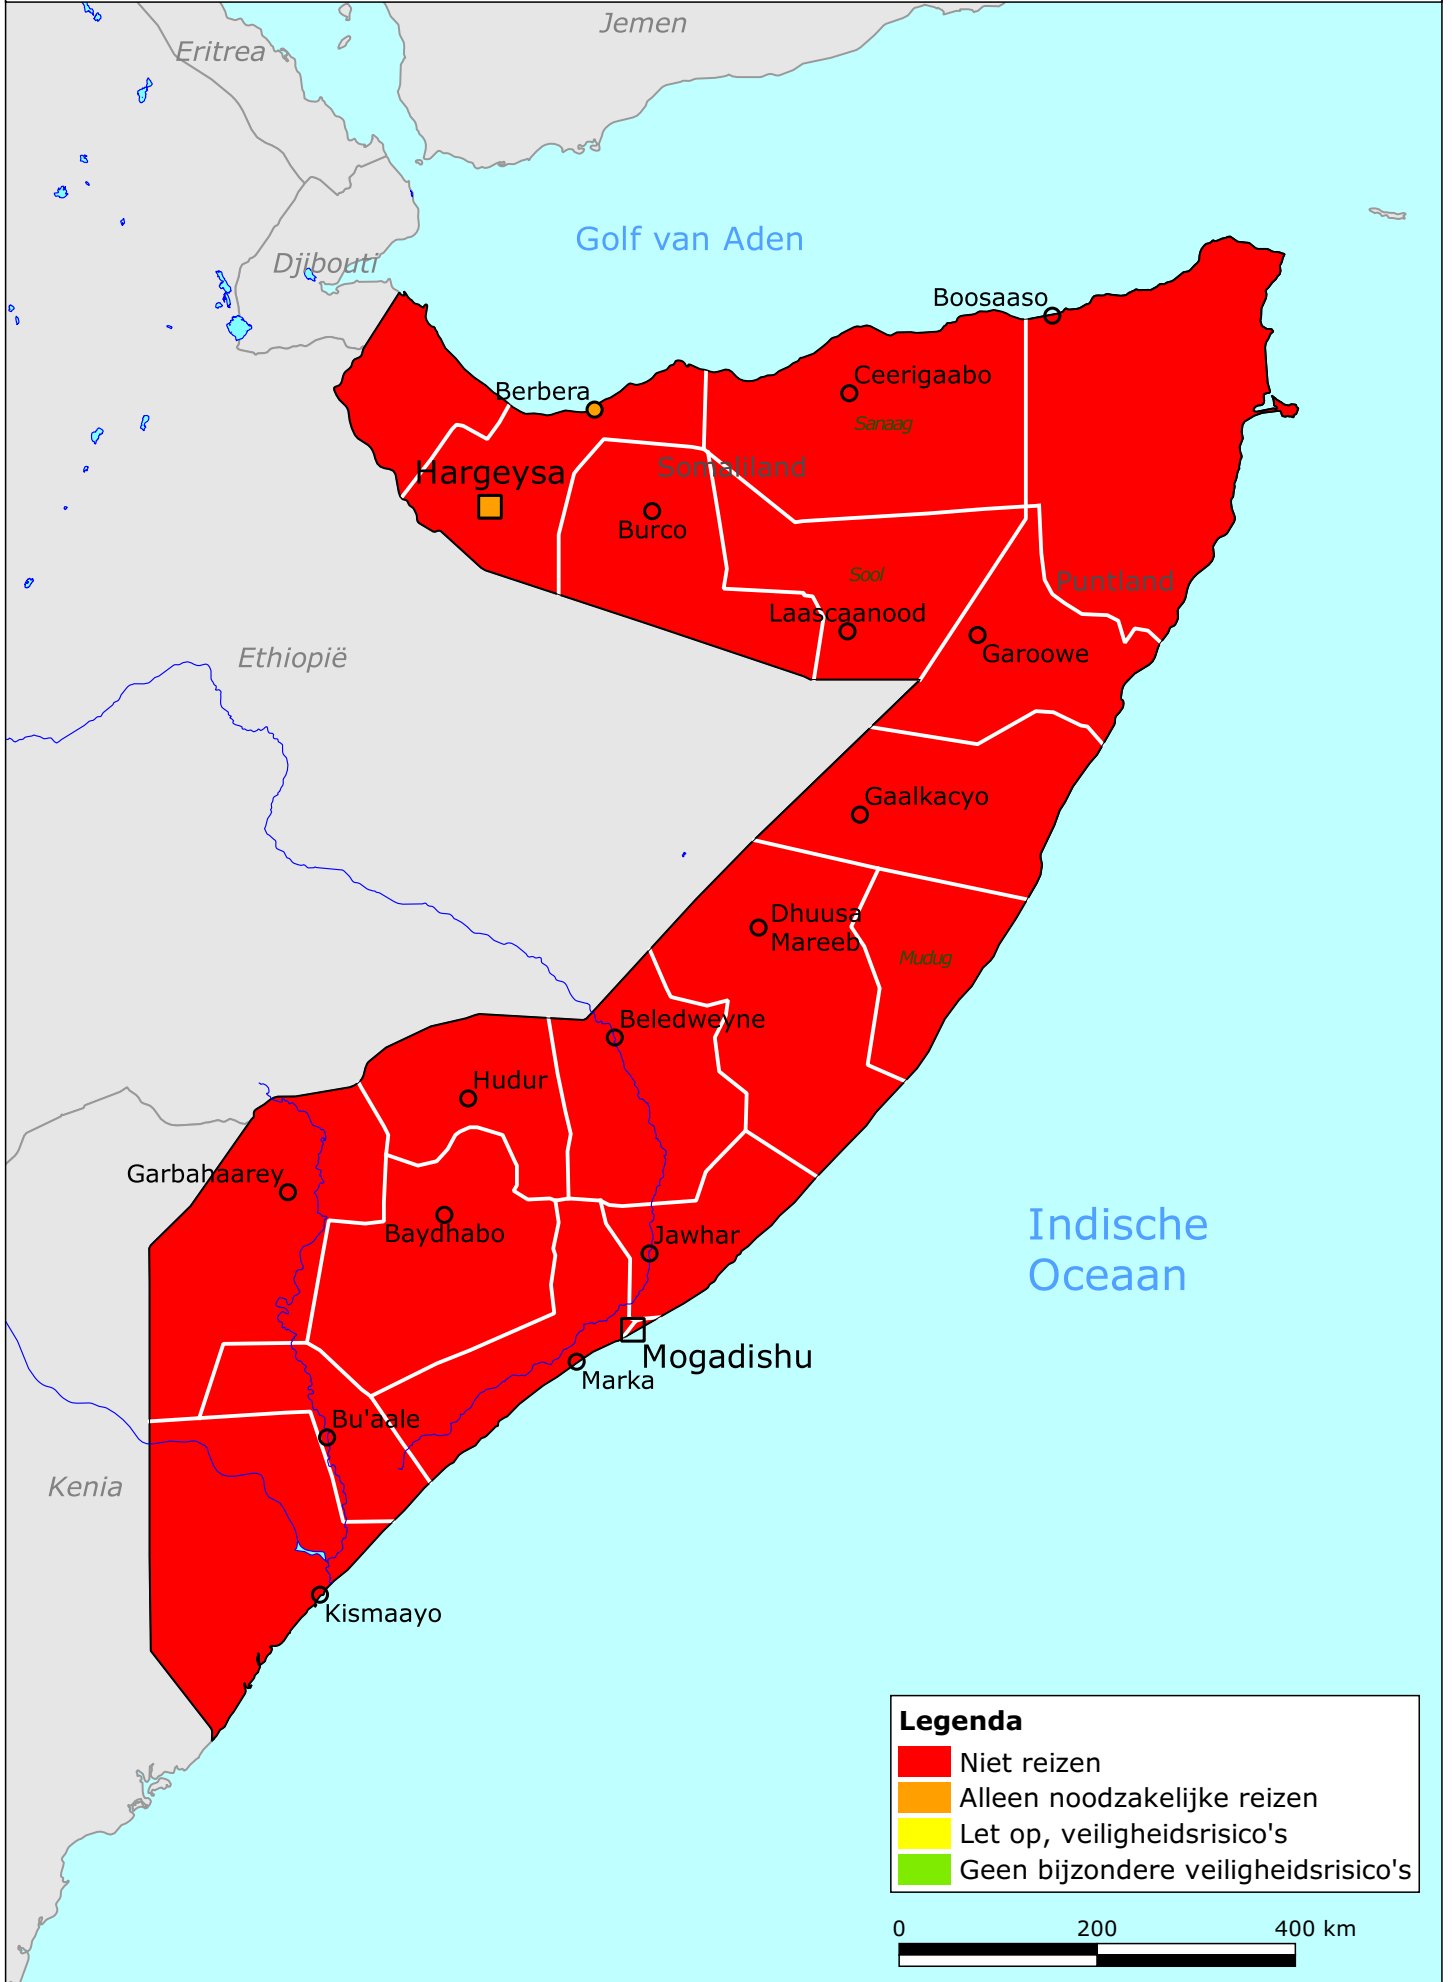 Jemen
Eritrea
Golf van Aden
Djibouti
Boosaaso
Ceerigaabo
Berbera
Sanaag
Somaliland
Hargeysa
Burco
Sool
Puntland
Laascaanood
Garoowe
Ethiopië
Gaalkacyo
Dhuusa
Mareeb
Mudug
Beledweyne
Hudur
Garbahaarey
Baydhabo
Jawhar
Indische
Oceaan
Mogadishu
Marka
Bu'aale
Kenia
Kismaayo
Legenda
Niet reizen
Alleen noodzakelijke reizen
Let op, veiligheidsrisico's
Geen bijzondere veiligheidsrisico's
0 200 400 km